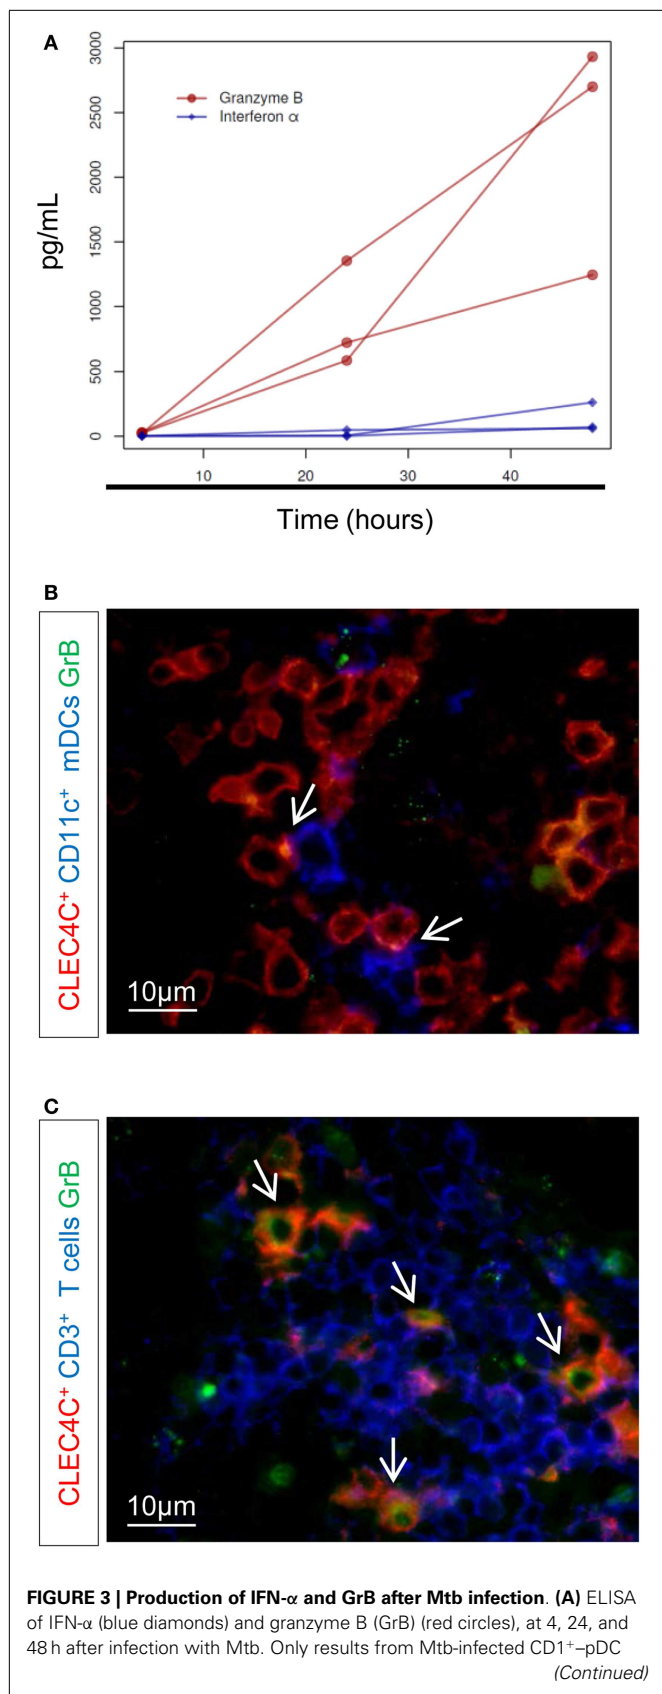 A
3000
2500
2000
1500
1000
500
0
pg/mL
Granzyme B
Interferon α
10 20 30 40
Time (hours)
B
CLEC4C⁺ CD11c⁺ mDCs GrB
10µm
C
CLEC4C⁺ CD3⁺ T cells GrB
10µm
FIGURE 3 | Production of IFN-α and GrB after Mtb infection. (A) ELISA
of IFN-α (blue diamonds) and granzyme B (GrB) (red circles), at 4, 24, and
48 h after infection with Mtb. Only results from Mtb-infected CD1⁺–pDC
(Continued)